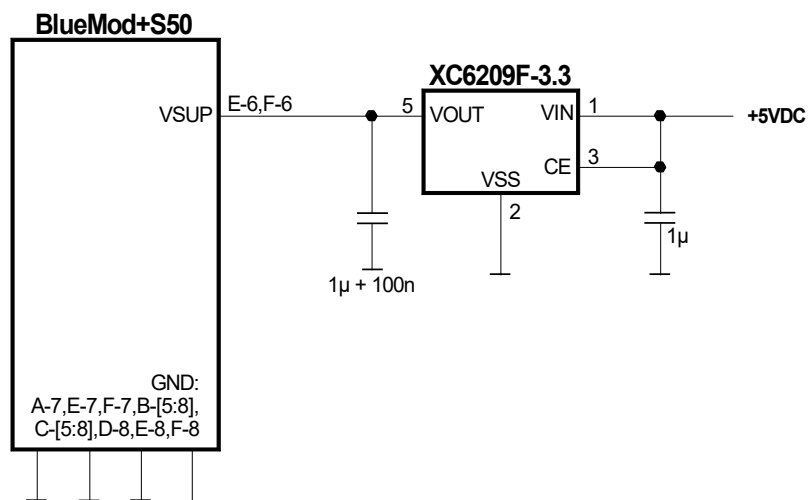 BlueMod+S50
XC6209F-3.3
VSUP
E-6,F-6
5
VOUT
VIN
1
+5VDC
CE
3
VSS
2
1µ + 100n
1µ
GND:
A-7,E-7,F-7,B-[5:8],
C-[5:8],D-8,E-8,F-8